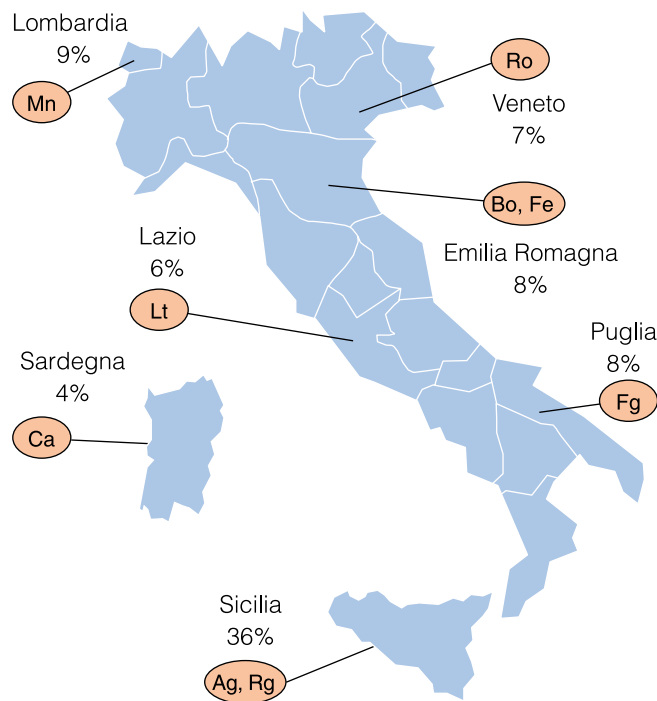 Lombardia
9%
Mn
Ro
Veneto
7%
Bo, Fe
Emilia Romagna
8%
Lazio
6%
Lt
Puglia
8%
Fg
Sardegna
4%
Ca
Sicilia
36%
Ag, Rg